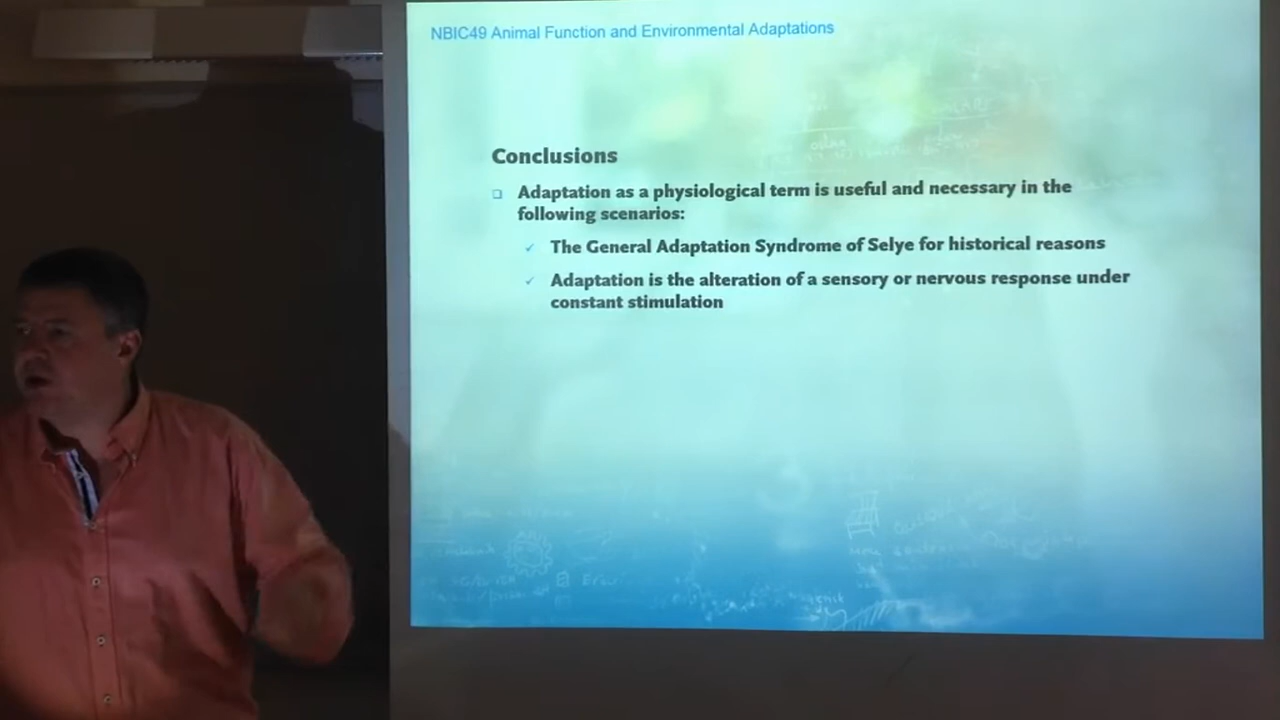 NBIC49 Animal Function and Environmental Adaptations
Conclusions
Adaptation as a physiological term is useful and necessary in the
following scenarios:
The General Adaptation Syndrome of Selye for historical reasons
Adaptation is the alteration of a sensory or nervous response under
constant stimulation